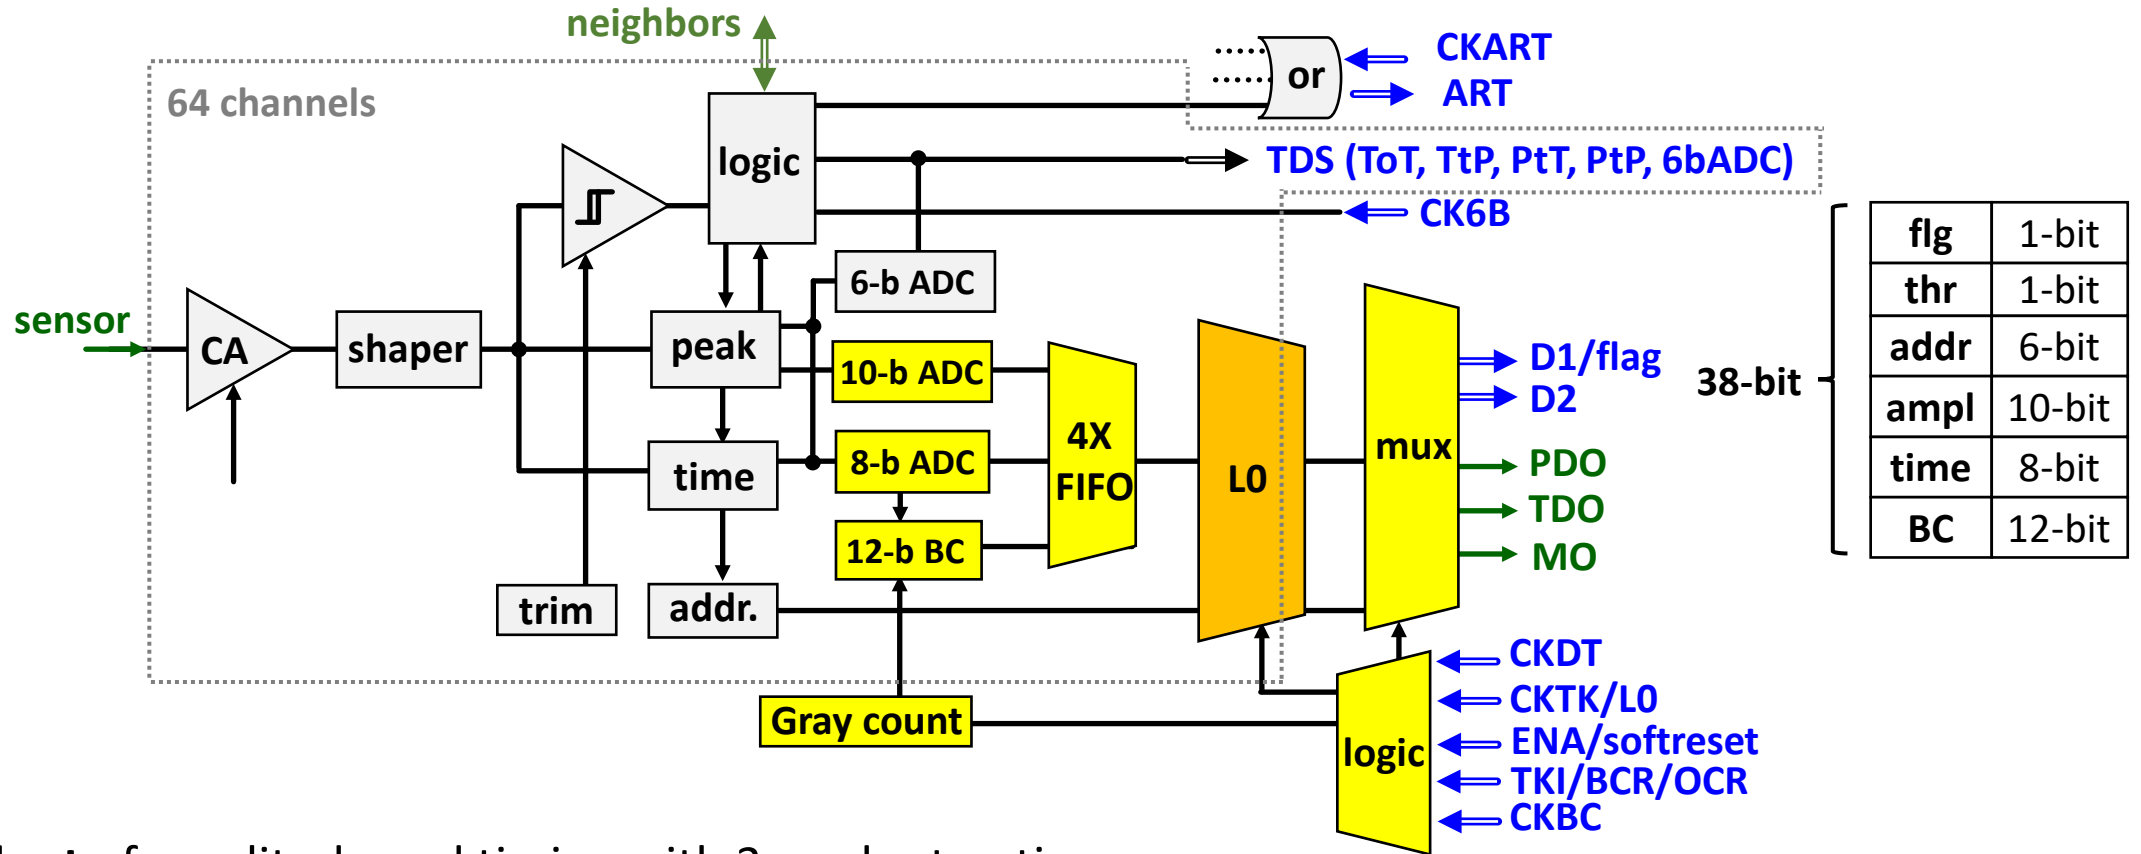 neighbors
CKART
or
ART
64 channels
logic
TDS (ToT, TtP, PtT, PtP, 6bADC)
CK6B
flg 1-bit
6-b ADC
thr 1-bit
sensor
CA
shaper
peak
addr 6-bit
10-b ADC
D1/flag
38-bit
D2
ampl 10-bit
4X
FIFO
mux
8-b ADC
PDO
time
L0
time 8-bit
TDO
12-b BC
MO
BC 12-bit
trim
addr.
CKDT
CKTK/L0
Gray count
logic
ENA/softreset
TKI/BCR/OCR
CKBC